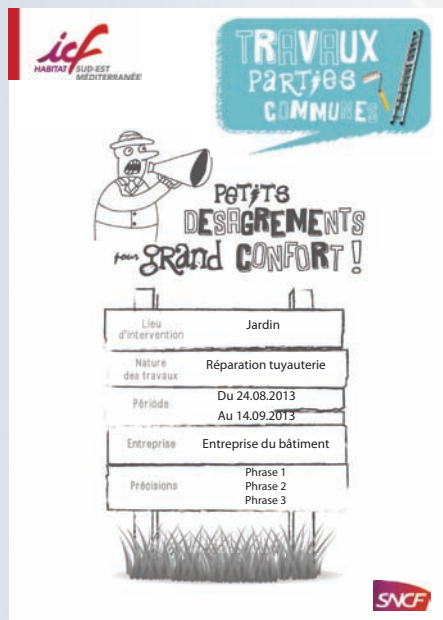 icf
HABITAT SUD-EST
MÉDITERRANÉE
TRAVAUX
PARTIES
COMMUNES
PETITS
DESAGREMENTS
pour GRAND CONFORT !
Lieu
d'intervention
Jardin
Nature
des travaux
Réparation tuyauterie
Période
Du 24.08.2013
Au 14.09.2013
Entreprise
Entreprise du bâtiment
Précisions
Phrase 1
Phrase 2
Phrase 3
SNCF